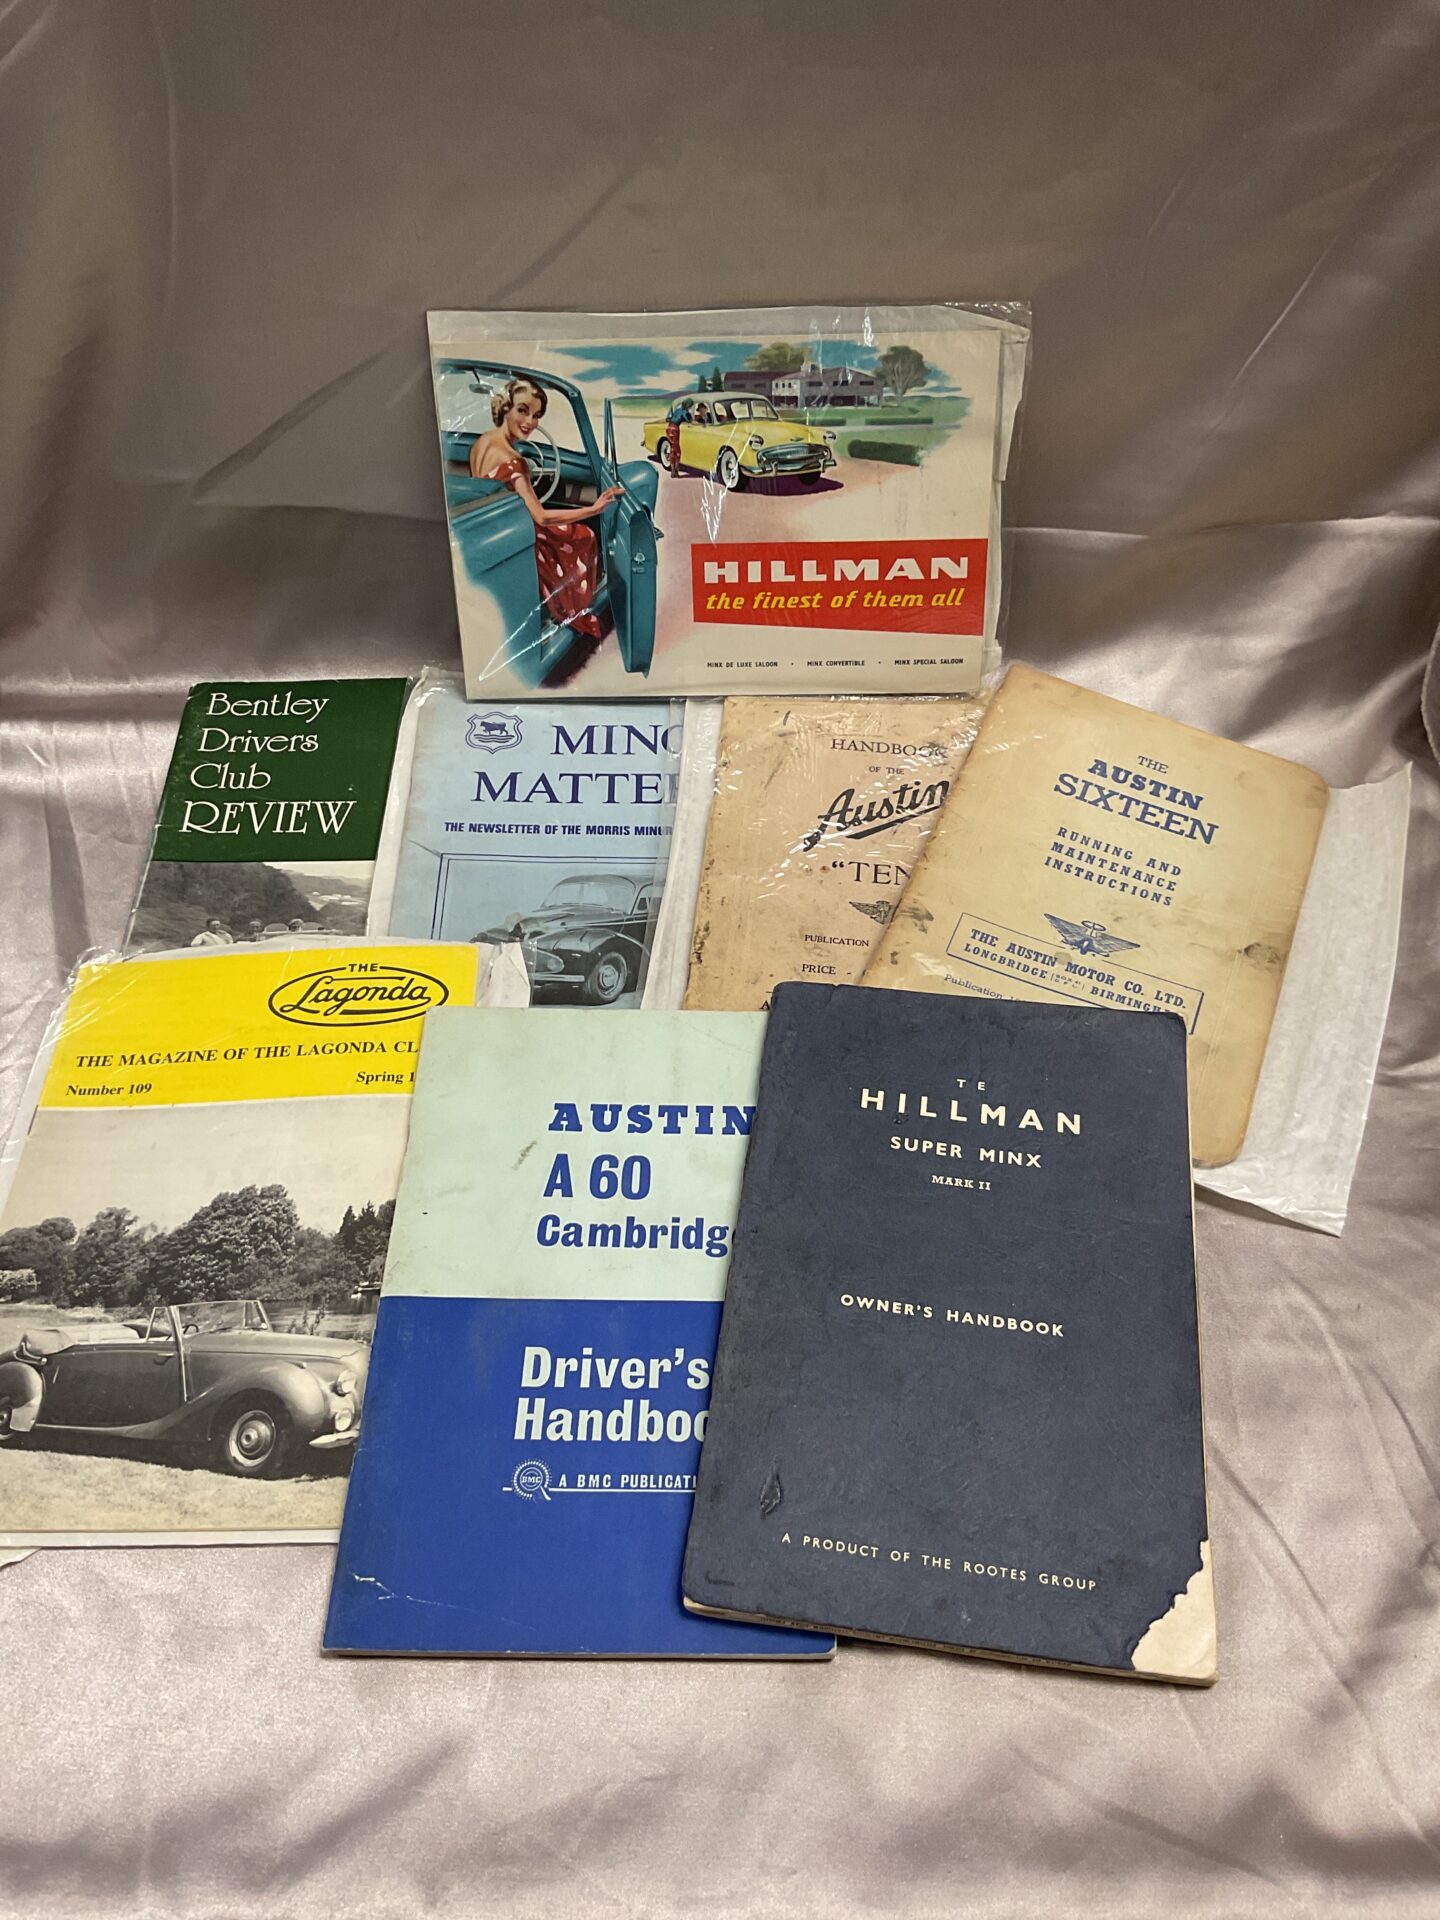 HILLMAN
the finest of them all
MINX DE LUXE SALOON • MINX CONVERTIBLE • MINX SPECIAL SALOON
Bentley
Drivers
Club
REVIEW
MINO
MATTE
THE NEWSLETTER OF THE MORRIS MINOR
HANDBOOK
OF THE
Austin
"TEN
PUBLICATION
PRICE -
A
THE
AUSTIN
SIXTEEN
RUNNING AND
MAINTENANCE
INSTRUCTIONS
THE AUSTIN MOTOR CO. LTD.
LONGBRIDGE BIRMINGHAM
Publication
THE
Lagonda
THE MAGAZINE OF THE LAGONDA CL
Number 109
Spring 1
AUSTIN
A 60
Cambridge
Driver's
Handboo
BMC
A BMC PUBLICATI
T E
HILLMAN
SUPER MINX
MARK II
OWNER'S HANDBOOK
A PRODUCT OF THE ROOTES GROUP